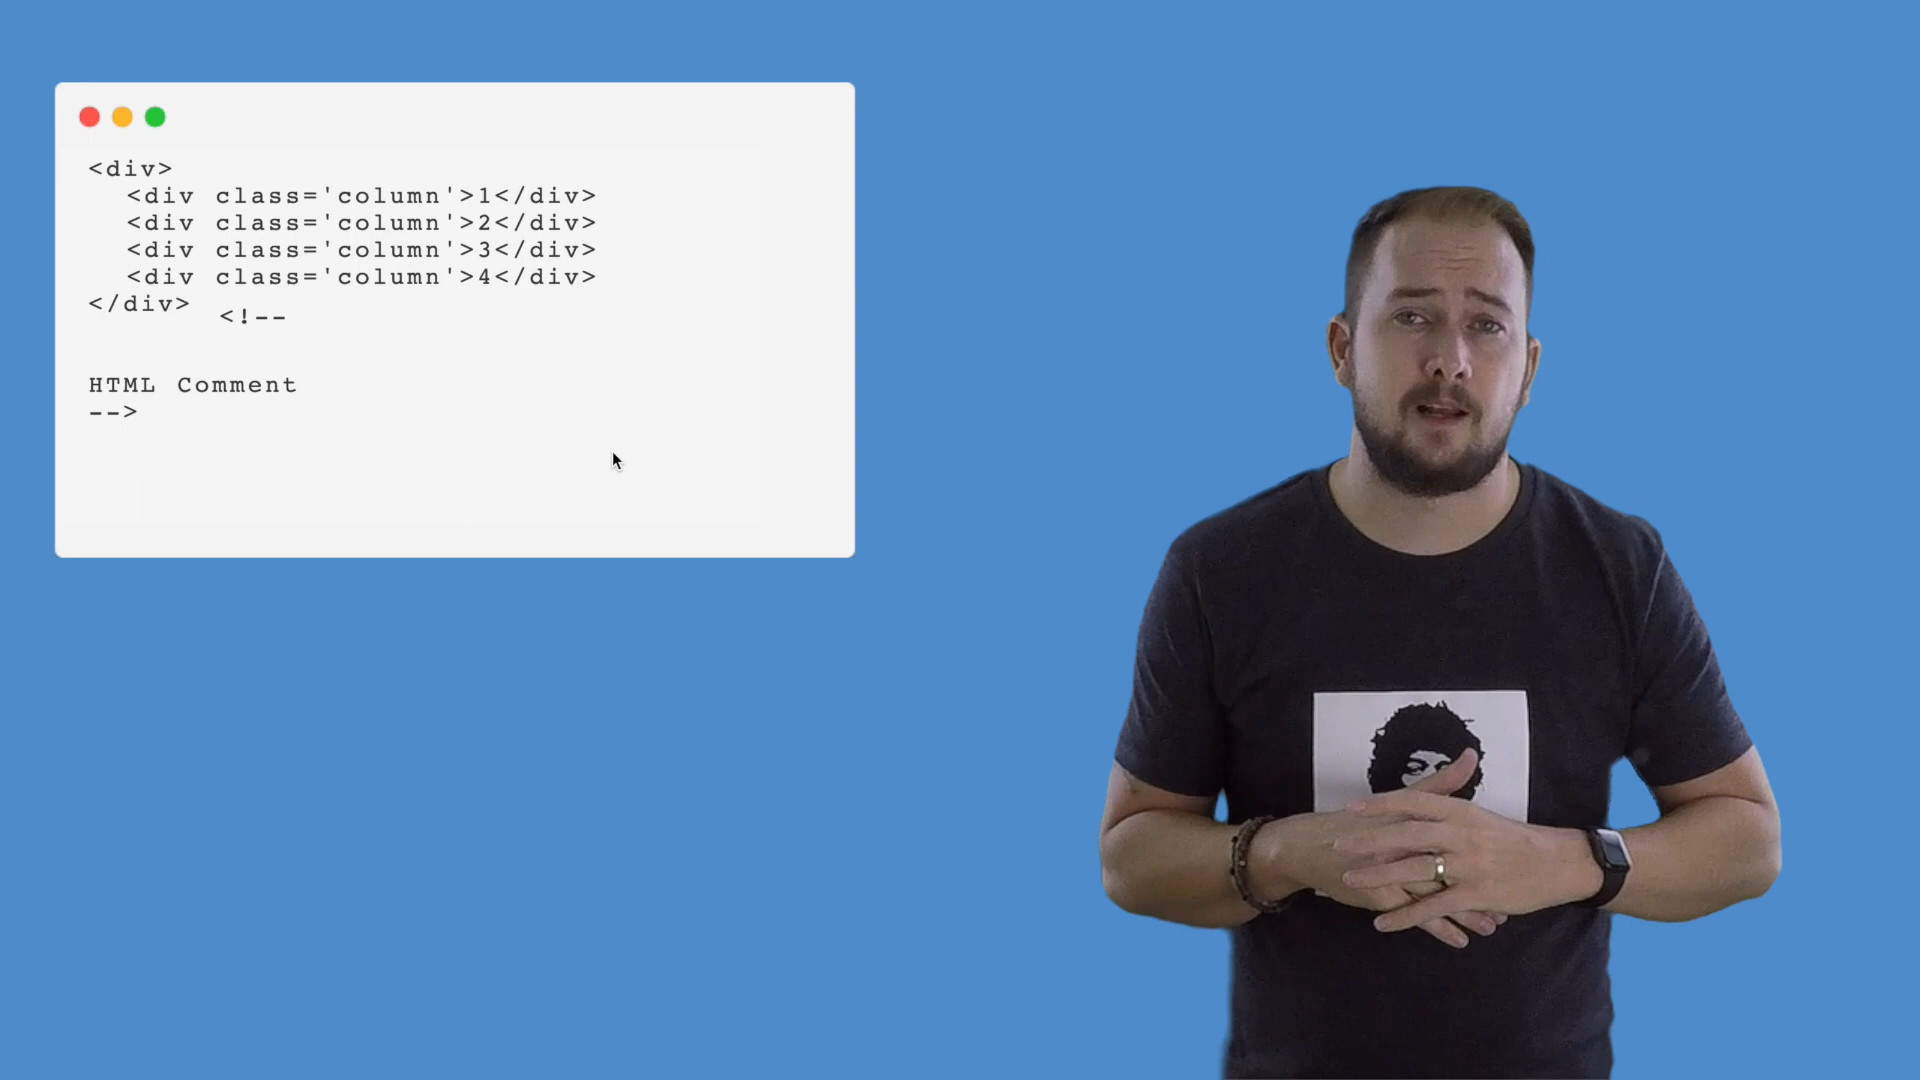 <div>
<div class='column'>1</div>
<div class='column'>2</div>
<div class='column'>3</div>
<div class='column'>4</div>
</div>
<!--
HTML Comment
-->